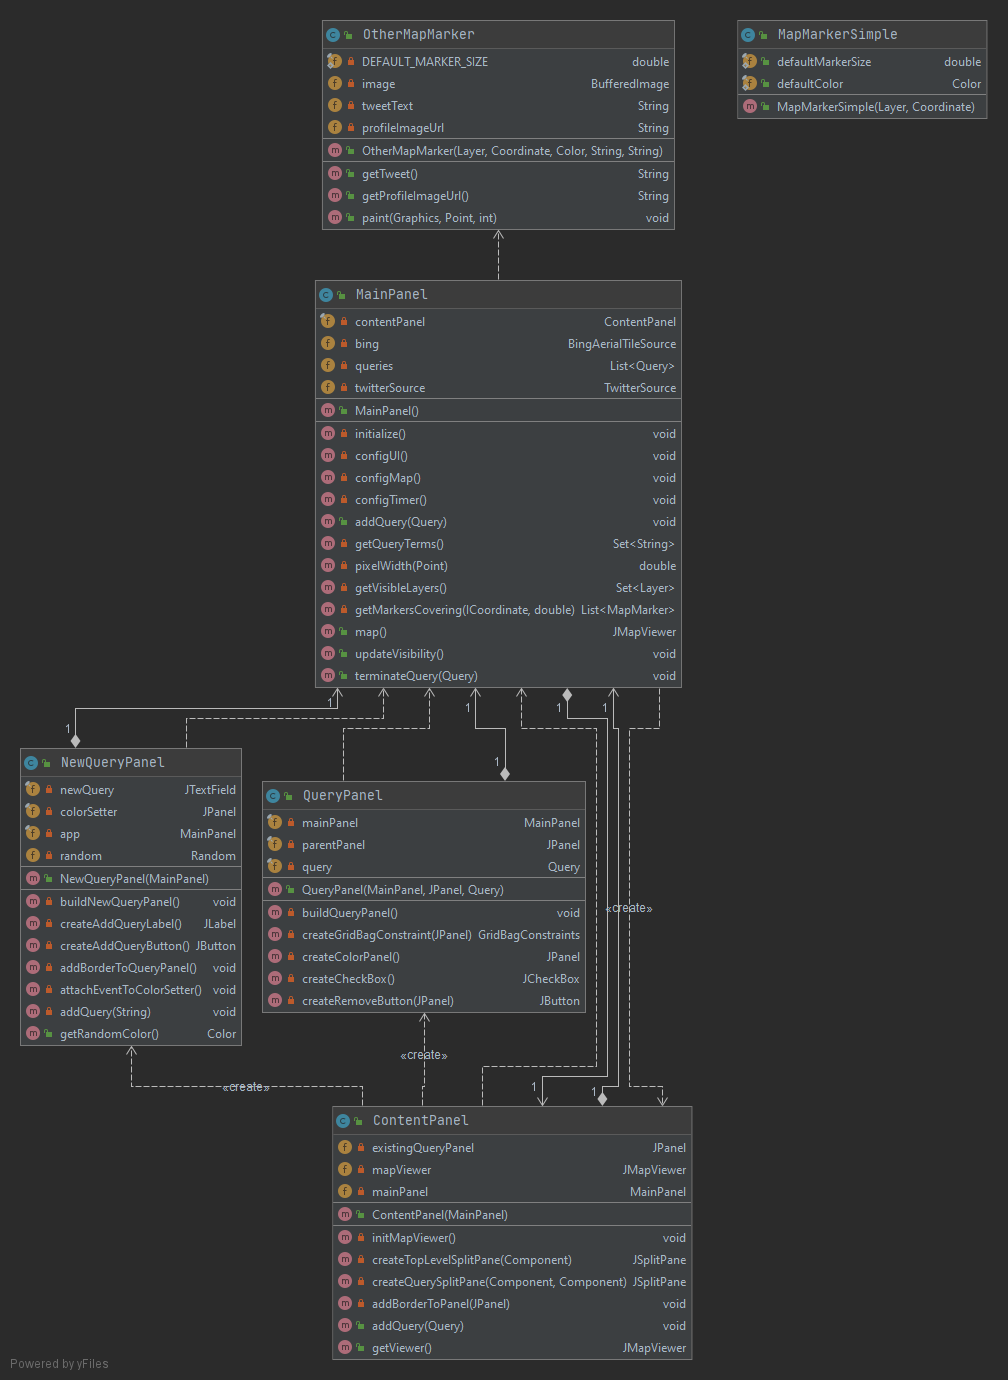 OtherMapMarker
DEFAULT_MARKER_SIZE double
image BufferedImage
tweetText String
profileImageUrl String
OtherMapMarker(Layer, Coordinate, Color, String, String)
getTweet() String
getProfileImageUrl() String
paint(Graphics, Point, int) void
MapMarkerSimple
defaultMarkerSize double
defaultColor Color
MapMarkerSimple(Layer, Coordinate)
MainPanel
contentPanel ContentPanel
bing BingAerialTileSource
queries List<Query>
twitterSource TwitterSource
MainPanel()
initialize() void
configUI() void
configMap() void
configTimer() void
addQuery(Query) void
getQueryTerms() Set<String>
pixelWidth(Point) double
getVisibleLayers() Set<Layer>
getMarkersCovering(ICoordinate, double) List<MapMarker>
map() JMapViewer
updateVisibility() void
terminateQuery(Query) void
1
1
1
1
1
1
NewQueryPanel
newQuery JTextField
colorSetter JPanel
app MainPanel
random Random
NewQueryPanel(MainPanel)
buildNewQueryPanel() void
createAddQueryLabel() JLabel
createAddQueryButton() JButton
addBorderToQueryPanel() void
attachEventToColorSetter() void
addQuery(String) void
getRandomColor() Color
QueryPanel
mainPanel MainPanel
parentPanel JPanel
query Query
QueryPanel(MainPanel, JPanel, Query)
buildQueryPanel() void
createGridBagConstraint(JPanel) GridBagConstraints
createColorPanel() JPanel
createCheckBox() JCheckBox
createRemoveButton(JPanel) JButton
«create»
«create»
«create»
1
1
ContentPanel
existingQueryPanel JPanel
mapViewer JMapViewer
mainPanel MainPanel
ContentPanel(MainPanel)
initMapViewer() void
createTopLevelSplitPane(Component) JSplitPane
createQuerySplitPane(Component, Component) JSplitPane
addBorderToPanel(JPanel) void
addQuery(Query) void
getViewer() JMapViewer
Powered by yFiles